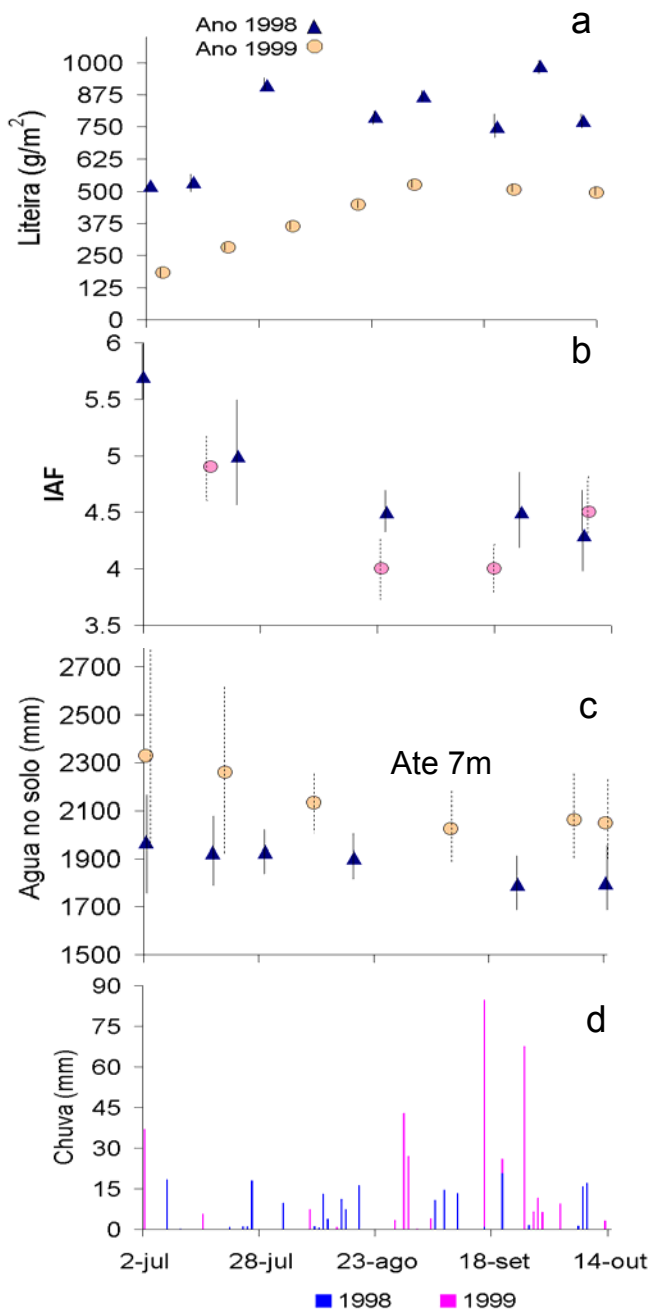 Ano 1998
Ano 1999
a
Liteira (g/m²)
1000
875
750
625
500
375
250
125
0
b
IAF
6
5.5
5
4.5
4
3.5
c
Ate 7m
Agua no solo (mm)
2700
2500
2300
2100
1900
1700
1500
d
Chuva (mm)
90
75
60
45
30
15
0
2-jul 28-jul 23-ago 18-set 14-out
1998 1999